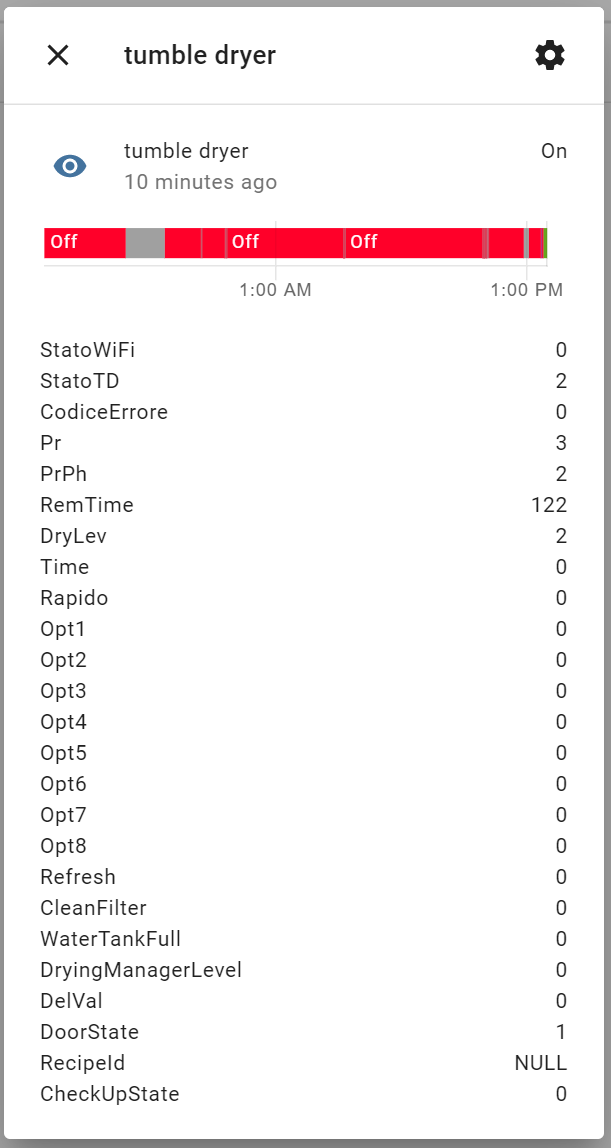 tumble dryer
tumble dryer On
10 minutes ago
Off Off Off
1:00 AM 1:00 PM
StatoWiFi 0
StatoTD 2
CodiceErrore 0
Pr 3
PrPh 2
RemTime 122
DryLev 2
Time 0
Rapido 0
Opt1 0
Opt2 0
Opt3 0
Opt4 0
Opt5 0
Opt6 0
Opt7 0
Opt8 0
Refresh 0
CleanFilter 0
WaterTankFull 0
DryingManagerLevel 0
DelVal 0
DoorState 1
RecipeId NULL
CheckUpState 0